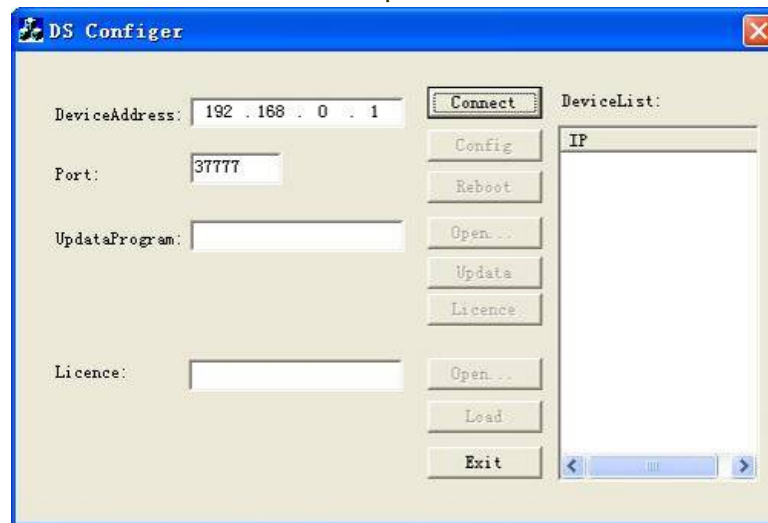 DS Configer
DeviceAddress: 192 . 168 . 0 . 1 Connect DeviceList:
Config IP
Port: 37777
Reboot
UpdataProgram: Open...
Updata
Licence
Licence: Open...
Load
Exit